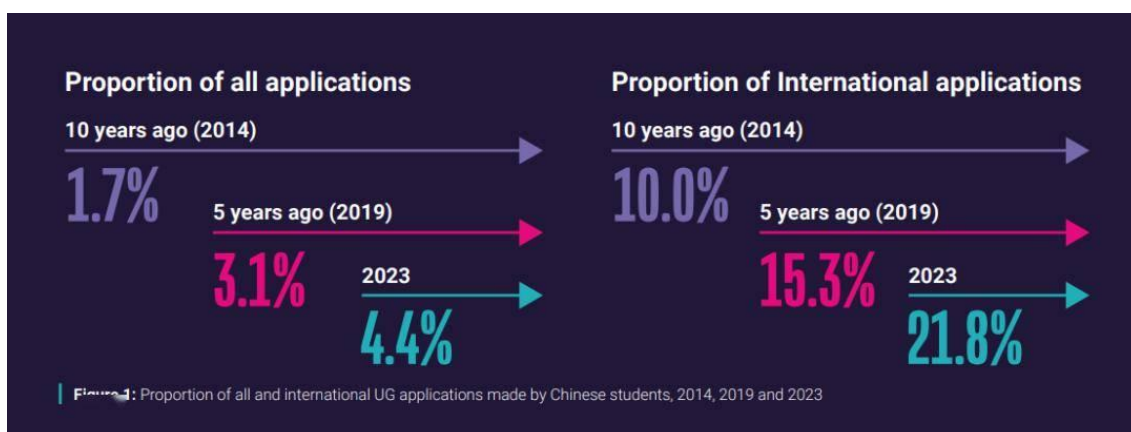 Proportion of all applications
10 years ago (2014)
1.7%
5 years ago (2019)
3.1%
2023
4.4%
Proportion of International applications
10 years ago (2014)
10.0%
5 years ago (2019)
15.3%
2023
21.8%
1: Proportion of all and international UG applications made by Chinese students, 2014, 2019 and 2023